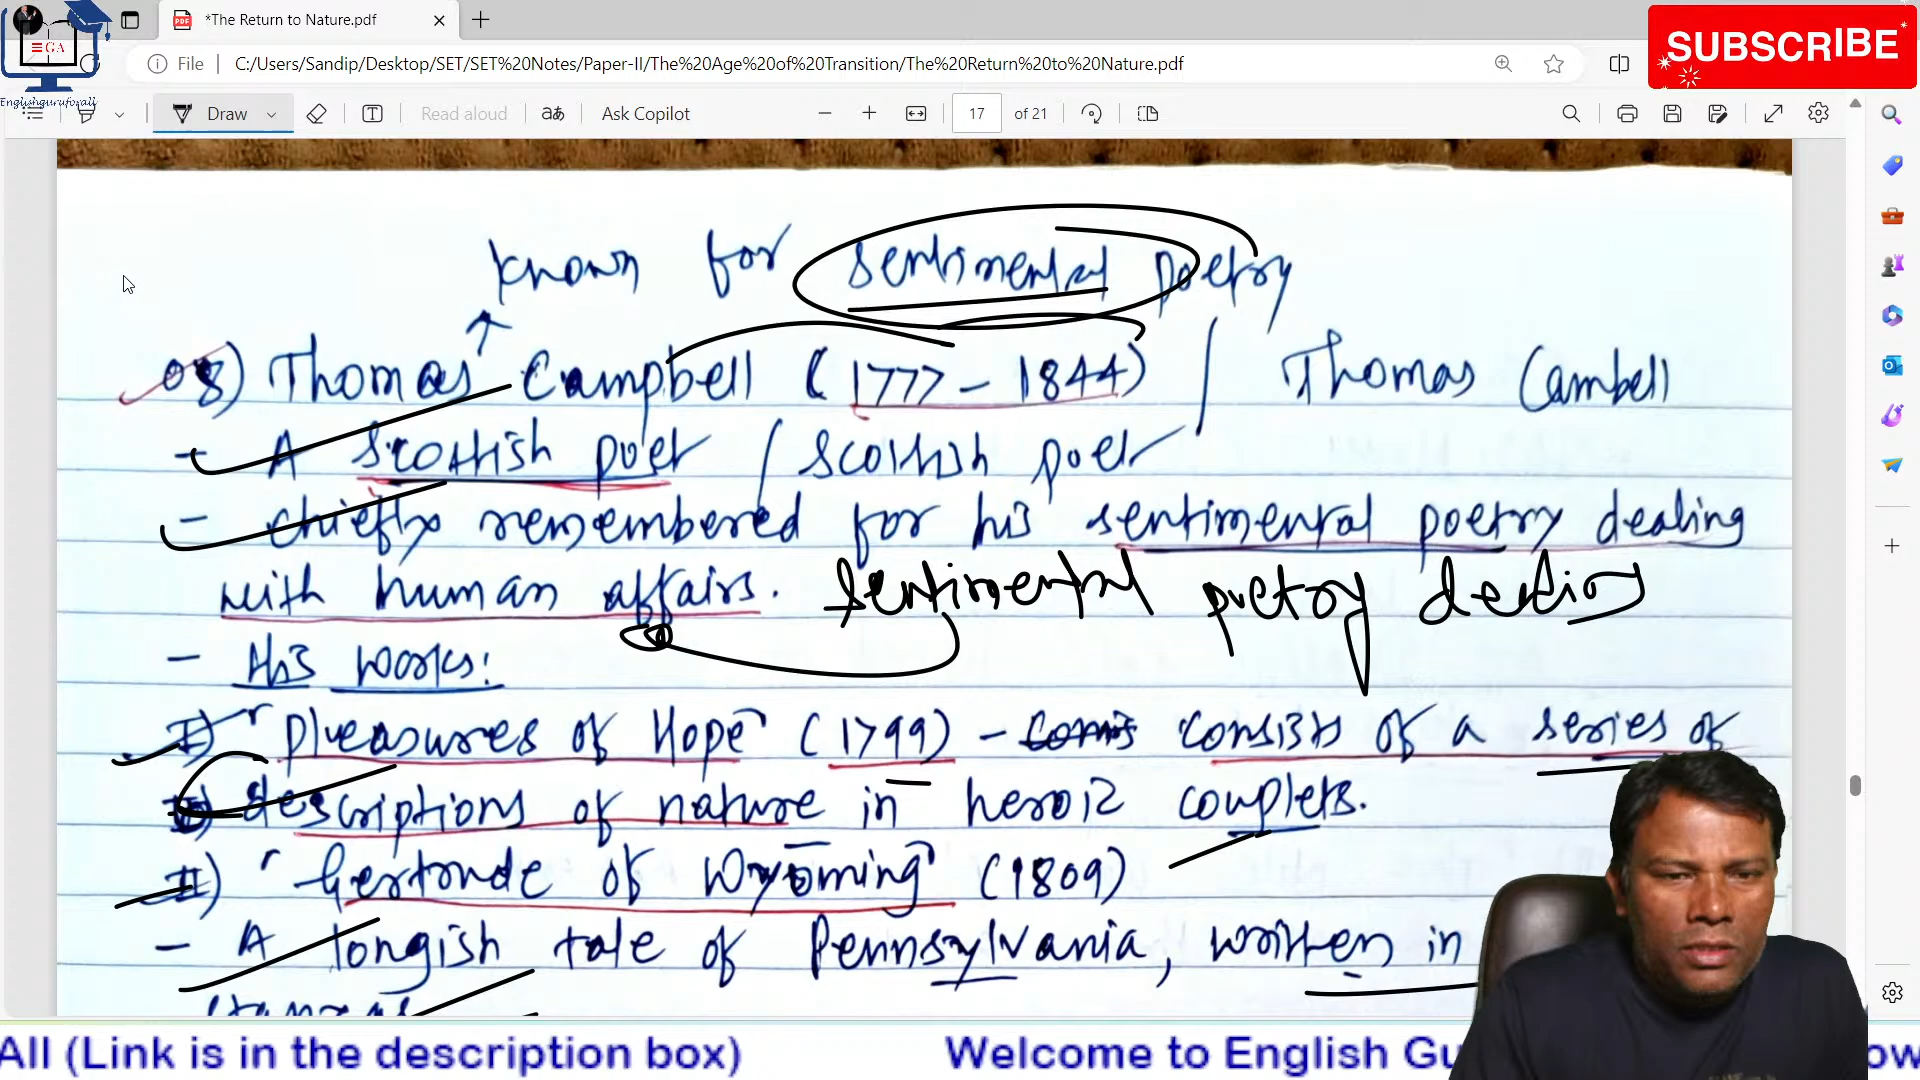 *The Return to Nature.pdf
SUBSCRIBE
GA
Englishguruforall
File
C:/Users/Sandip/Desktop/SET/SET%20Notes/Paper-II/The%20Age%20of%20Transition/The%20Return%20to%20Nature.pdf
Draw
Read aloud
Ask Copilot
17 of 21
known for sentimental poetry
08) Thomas Campbell (1777 - 1844) / Thomas Cambell
- A Scottish poet / Scottish poet
- chiefly remembered for his sentimental poetry dealing
with human affairs. Sentimental poetry dealing
- His works:
I) "Pleasures of Hope" (1799) - consists of a series of
descriptions of nature in heroic couplets.
II) "Gertrude of Wyoming" (1809)
- A longish tale of Pennsylvania, written in
stanzas
All (Link is in the description box) Welcome to English Gu